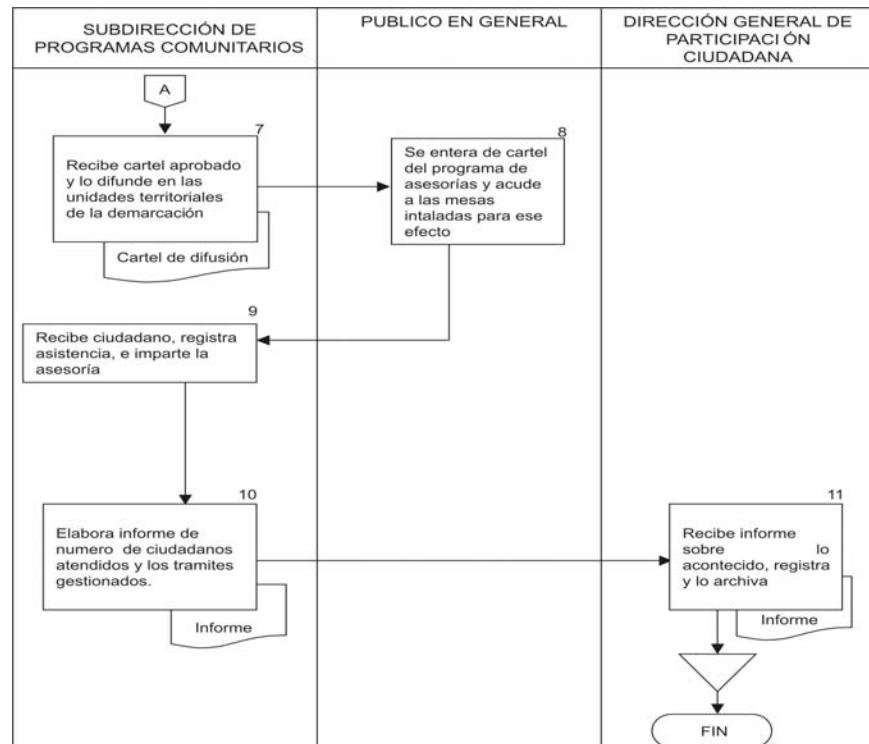 SUBDIRECCIÓN DE
PROGRAMAS COMUNITARIOS
PUBLICO EN GENERAL
DIRECCIÓN GENERAL DE
PARTICIPACIÓN
CIUDADANA
A
7
Recibe cartel aprobado
y lo difunde en las
unidades territoriales
de la demarcación
Cartel de difusión
8
Se entera de cartel
del programa de
asesorías y acude
a las mesas
intaladas para ese
efecto
9
Recibe ciudadano, registra
asistencia, e imparte la
asesoría
10
Elabora informe de
numero de ciudadanos
atendidos y los tramites
gestionados.
Informe
11
Recibe informe
sobre lo
acontecido, registra
y lo archiva
Informe
FIN